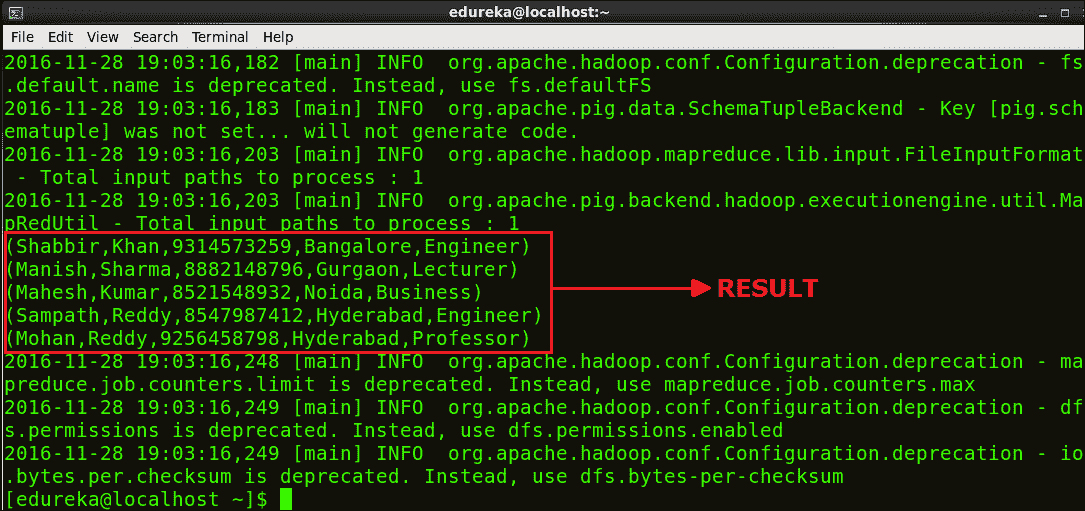 edureka@localhost:~
File Edit View Search Terminal Help
2016-11-28 19:03:16,182 [main] INFO  org.apache.hadoop.conf.Configuration.deprecation - fs
.default.name is deprecated. Instead, use fs.defaultFS
2016-11-28 19:03:16,183 [main] INFO  org.apache.pig.data.SchemaTupleBackend - Key [pig.sch
ematuple] was not set... will not generate code.
2016-11-28 19:03:16,203 [main] INFO  org.apache.hadoop.mapreduce.lib.input.FileInputFormat
 - Total input paths to process : 1
2016-11-28 19:03:16,203 [main] INFO  org.apache.pig.backend.hadoop.executionengine.util.Ma
pRedUtil - Total input paths to process : 1
(Shabbir,Khan,9314573259,Bangalore,Engineer)
(Manish,Sharma,8882148796,Gurgaon,Lecturer)
(Mahesh,Kumar,8521548932,Noida,Business)
RESULT
(Sampath,Reddy,8547987412,Hyderabad,Engineer)
(Mohan,Reddy,9256458798,Hyderabad,Professor)
2016-11-28 19:03:16,248 [main] INFO  org.apache.hadoop.conf.Configuration.deprecation - ma
preduce.job.counters.limit is deprecated. Instead, use mapreduce.job.counters.max
2016-11-28 19:03:16,249 [main] INFO  org.apache.hadoop.conf.Configuration.deprecation - df
s.permissions is deprecated. Instead, use dfs.permissions.enabled
2016-11-28 19:03:16,249 [main] INFO  org.apache.hadoop.conf.Configuration.deprecation - io
.bytes.per.checksum is deprecated. Instead, use dfs.bytes-per-checksum
[edureka@localhost ~]$